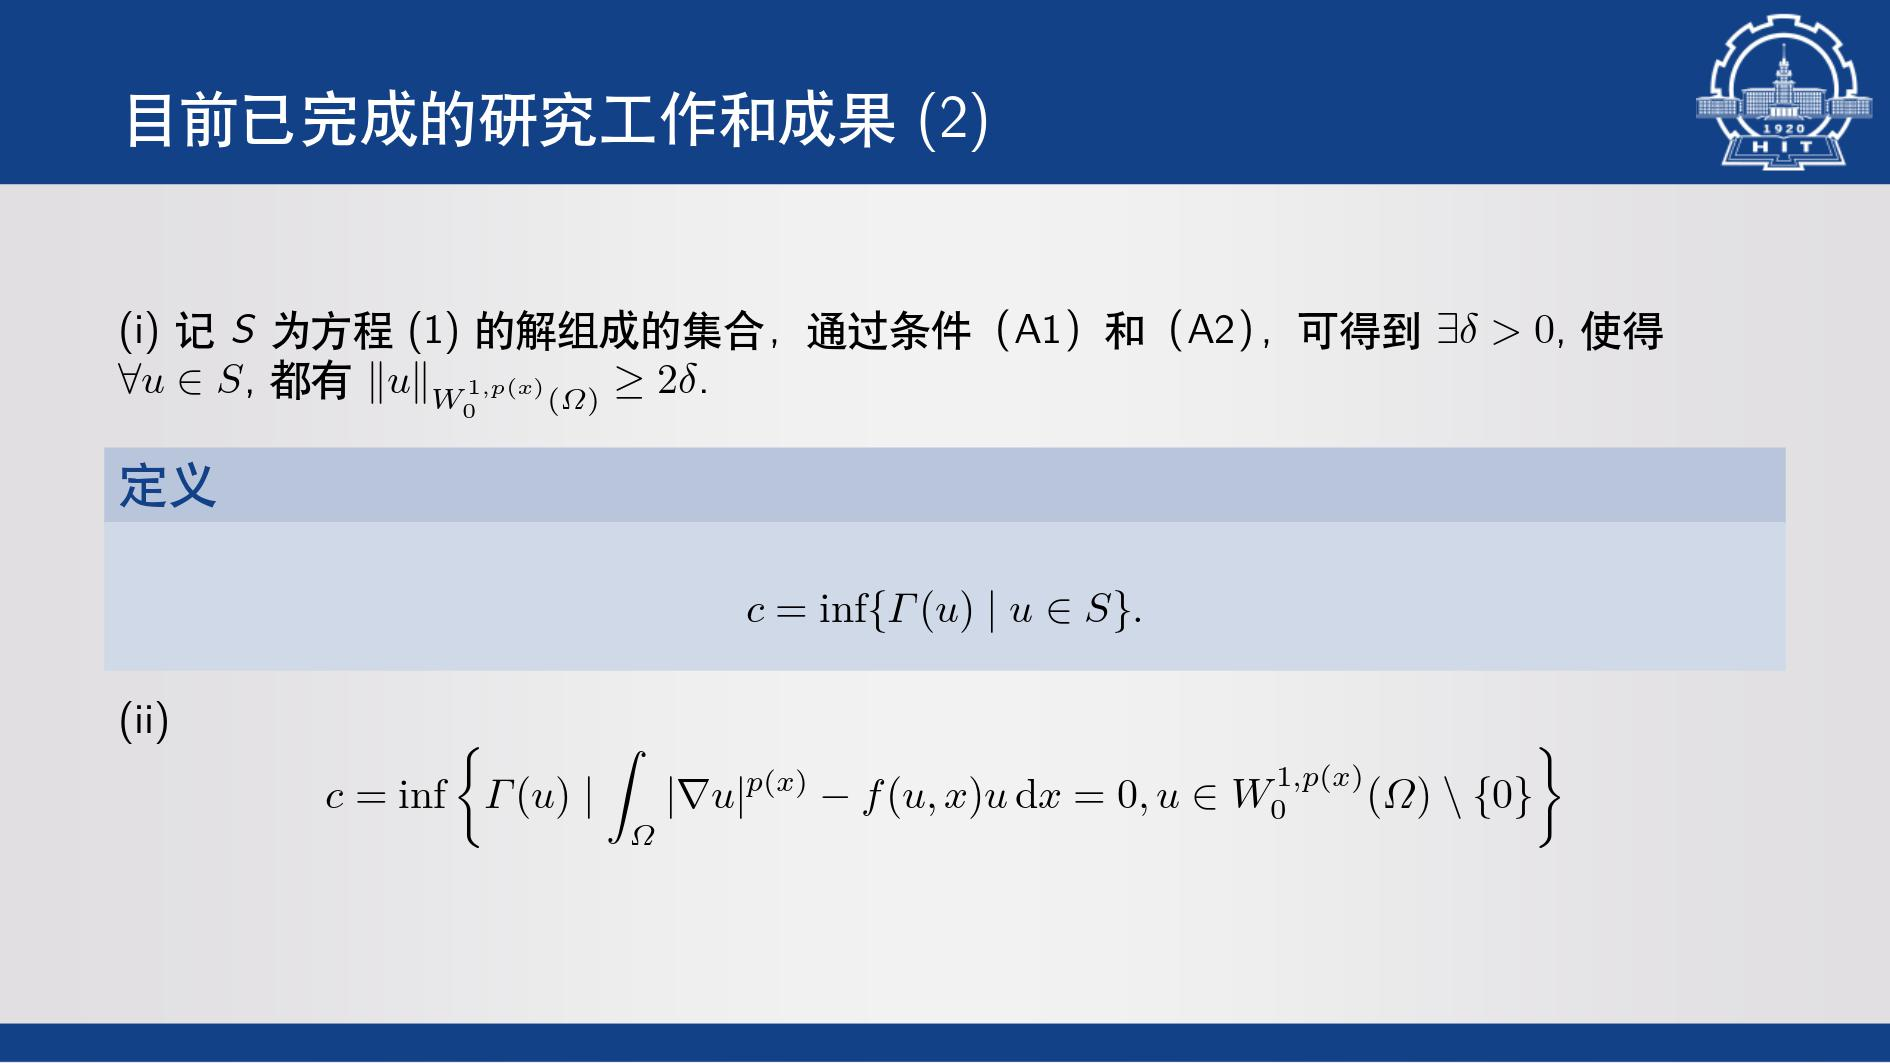 目前已完成的研究工作和成果 (2)
1920
HIT
(i) 记 S 为方程 (1) 的解组成的集合，通过条件（A1）和（A2），可得到 ∃δ > 0, 使得
∀u ∈ S, 都有 ‖u‖_{W_0^{1,p(x)}(Ω)} ≥ 2δ.
定义
c = inf{Γ(u) | u ∈ S}.
(ii)
c = inf { Γ(u) | ∫_Ω |∇u|^{p(x)} − f(u, x)u dx = 0, u ∈ W_0^{1,p(x)}(Ω) \ {0} }